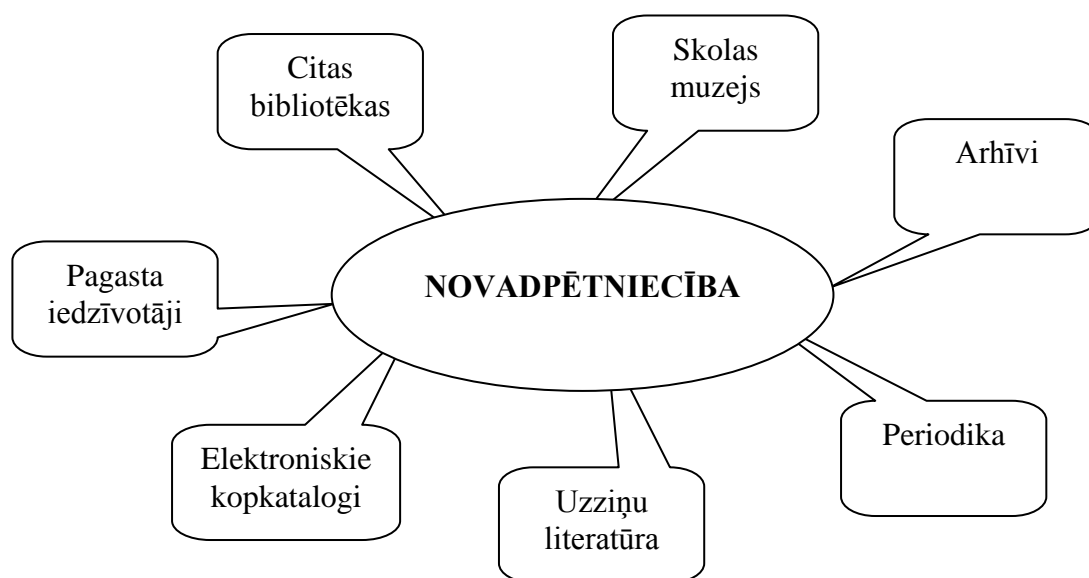 Citas
bibliotēkas
Skolas
muzejs
Arhīvi
Pagasta
iedzīvotāji
NOVADPĒTNIECĪBA
Elektroniskie
kopkatalogi
Uzziņu
literatūra
Periodika